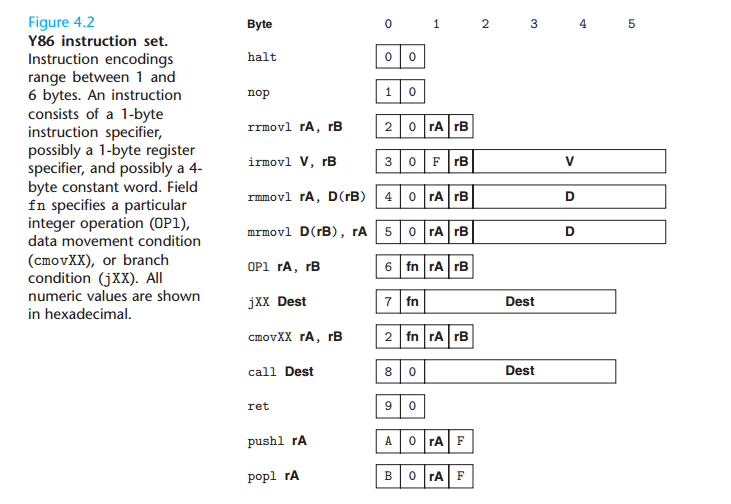 Figure 4.2
Y86 instruction set.
Instruction encodings
range between 1 and
6 bytes. An instruction
consists of a 1-byte
instruction specifier,
possibly a 1-byte register
specifier, and possibly a 4-
byte constant word. Field
fn specifies a particular
integer operation (OPl),
data movement condition
(cmovXX), or branch
condition (jXX). All
numeric values are shown
in hexadecimal.
Byte 0 1 2 3 4 5
halt 0 0
nop 1 0
rrmovl rA, rB 2 0 rA rB
irmovl V, rB 3 0 F rB V
rmmovl rA, D(rB) 4 0 rA rB D
mrmovl D(rB), rA 5 0 rA rB D
OPl rA, rB 6 fn rA rB
jXX Dest 7 fn Dest
cmovXX rA, rB 2 fn rA rB
call Dest 8 0 Dest
ret 9 0
pushl rA A 0 rA F
popl rA B 0 rA F